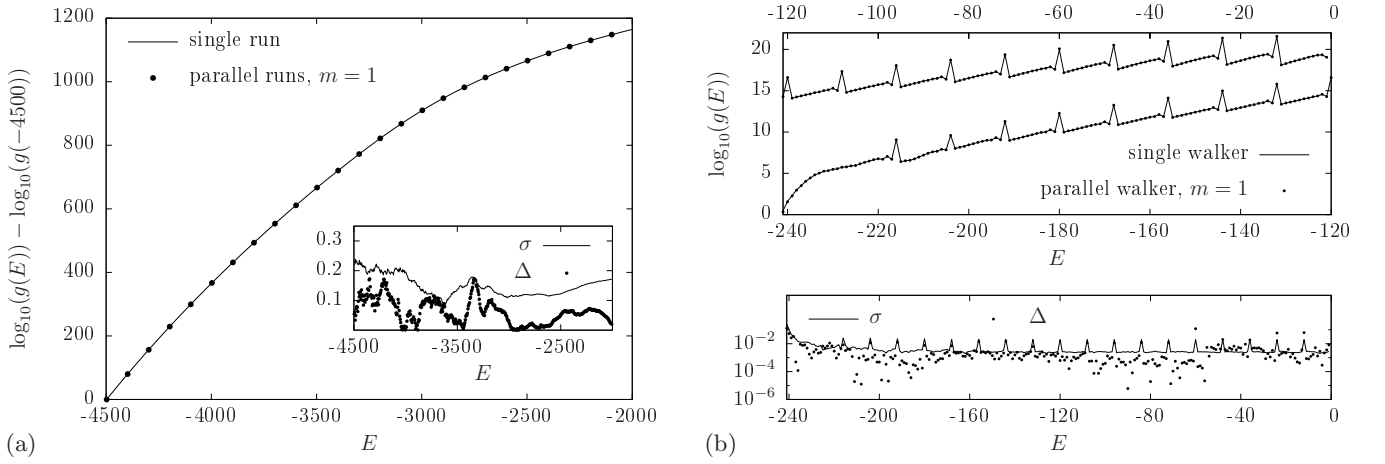 log10(g(E)) − log10(g(−4500))
1200
1000
800
600
400
200
0
single run
parallel runs, m = 1
0.3
0.2
0.1
σ
Δ
-4500 -3500 -2500
E
-4500 -4000 -3500 -3000 -2500 -2000
E
(a)
-120 -100 -80 -60 -40 -20 0
log10(g(E))
20
15
10
5
0
single walker
parallel walker, m = 1
-240 -220 -200 -180 -160 -140 -120
E
σ Δ
10^-2
10^-4
10^-6
-240 -200 -160 -120 -80 -40 0
E
(b)